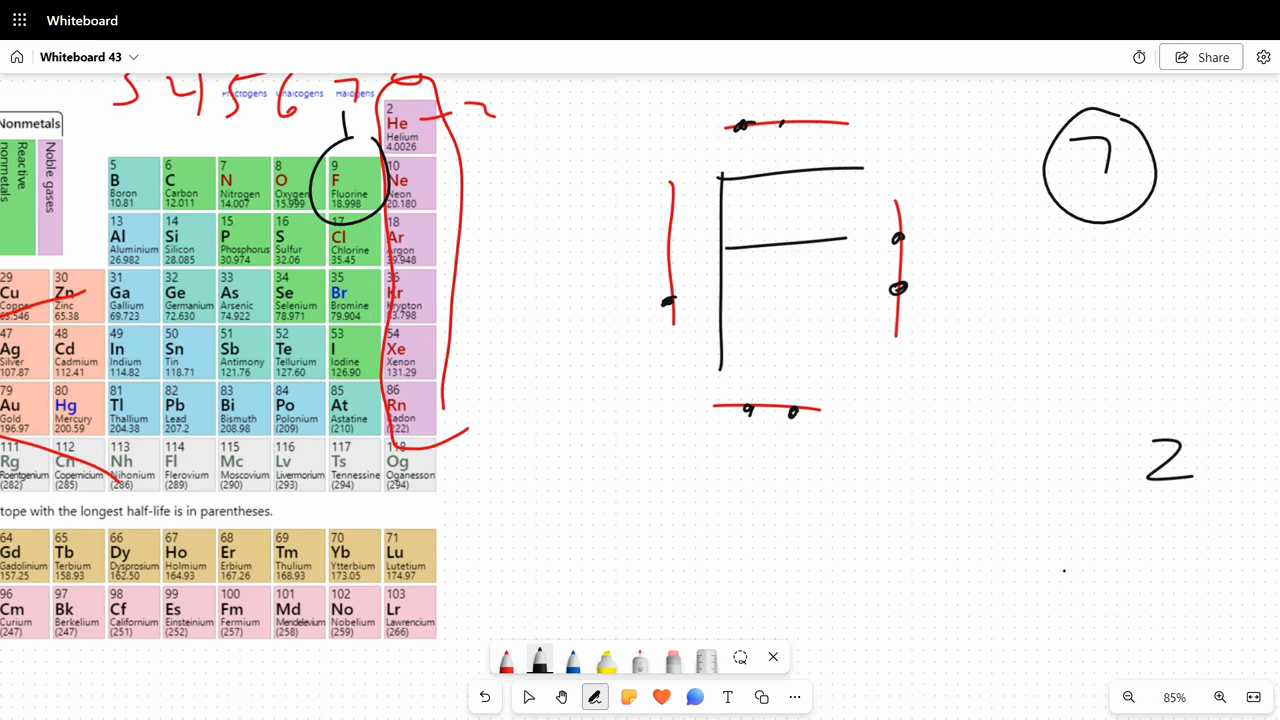 Whiteboard
Whiteboard 43
Share
3 4 5 6 7
Pnictogens Chalcogens Halogens
2 He Helium 4.0026
2
Nonmetals
Reactive nonmetals
Noble gases
1
7
5 B Boron 10.81
6 C Carbon 12.011
7 N Nitrogen 14.007
8 O Oxygen 15.999
9 F Fluorine 18.998
10 Ne Neon 20.180
13 Al Aluminium 26.982
14 Si Silicon 28.085
15 P Phosphorus 30.974
16 S Sulfur 32.06
17 Cl Chlorine 35.45
18 Ar Argon 39.948
29 Cu Copper 63.546
30 Zn Zinc 65.38
31 Ga Gallium 69.723
32 Ge Germanium 72.630
33 As Arsenic 74.922
34 Se Selenium 78.971
35 Br Bromine 79.904
36 Kr Krypton 83.798
47 Ag Silver 107.87
48 Cd Cadmium 112.41
49 In Indium 114.82
50 Sn Tin 118.71
51 Sb Antimony 121.76
52 Te Tellurium 127.60
53 I Iodine 126.90
54 Xe Xenon 131.29
79 Au Gold 196.97
80 Hg Mercury 200.59
81 Tl Thallium 204.38
82 Pb Lead 207.2
83 Bi Bismuth 208.98
84 Po Polonium (209)
85 At Astatine (210)
86 Rn Radon (222)
111 Rg Roentgenium (282)
112 Cn Copernicium (285)
113 Nh Nihonium (286)
114 Fl Flerovium (289)
115 Mc Moscovium (290)
116 Lv Livermorium (293)
117 Ts Tennessine (294)
118 Og Oganesson (294)
2
tope with the longest half-life is in parentheses.
64 Gd Gadolinium 157.25
65 Tb Terbium 158.93
66 Dy Dysprosium 162.50
67 Ho Holmium 164.93
68 Er Erbium 167.26
69 Tm Thulium 168.93
70 Yb Ytterbium 173.05
71 Lu Lutetium 174.97
96 Cm Curium (247)
97 Bk Berkelium (247)
98 Cf Californium (251)
99 Es Einsteinium (252)
100 Fm Fermium (257)
101 Md Mendelevium (258)
102 No Nobelium (259)
103 Lr Lawrencium (266)
85%